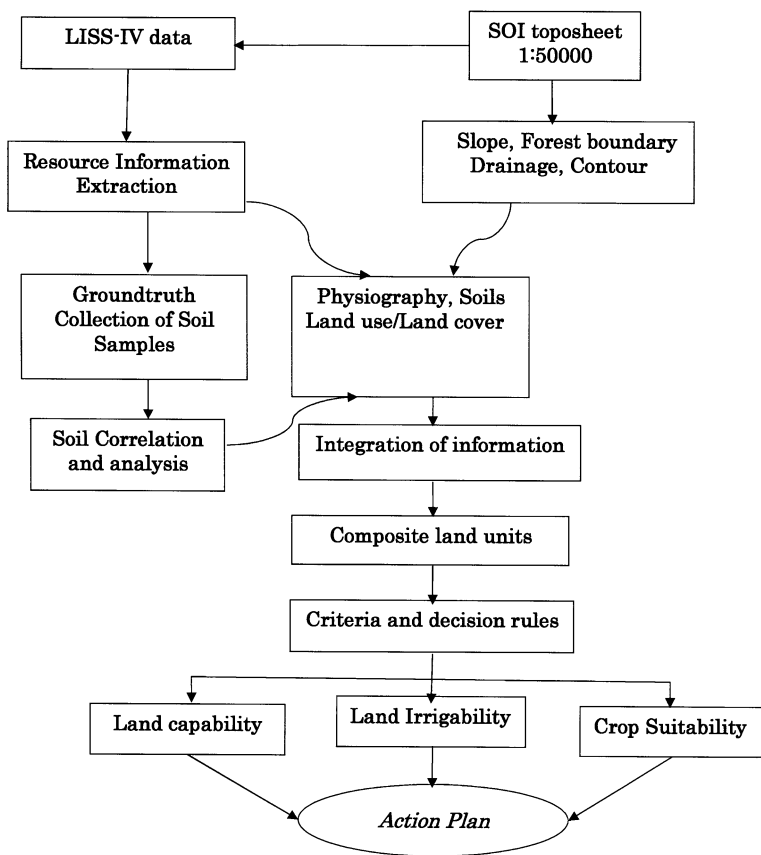 LISS-IV data
SOI toposheet
1:50000
Resource Information
Extraction
Slope, Forest boundary
Drainage, Contour
Groundtruth
Collection of Soil
Samples
Physiography, Soils
Land use/Land cover
Soil Correlation
and analysis
Integration of information
Composite land units
Criteria and decision rules
Land capability
Land Irrigability
Crop Suitability
Action Plan